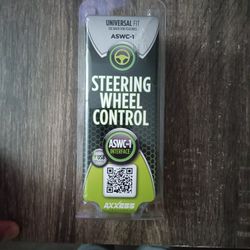 UNIVERSAL FIT
ASWC-1
STEERING
WHEEL
CONTROL
ASWC-1
INTERFACE
AXXESS